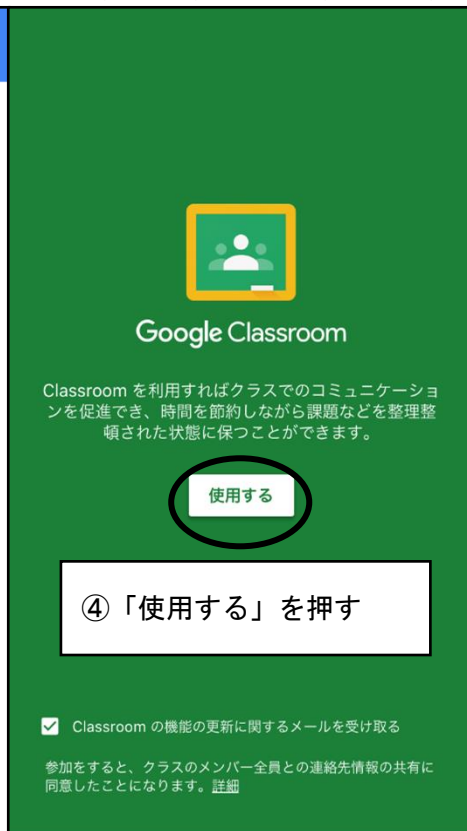 Google Classroom
Classroom を利用すればクラスでのコミュニケーショ
ンを促進でき、時間を節約しながら課題などを整理整
頓された状態に保つことができます。
使用する
④「使用する」を押す
Classroom の機能の更新に関するメールを受け取る
参加をすると、クラスのメンバー全員との連絡先情報の共有に
同意したことになります。詳細